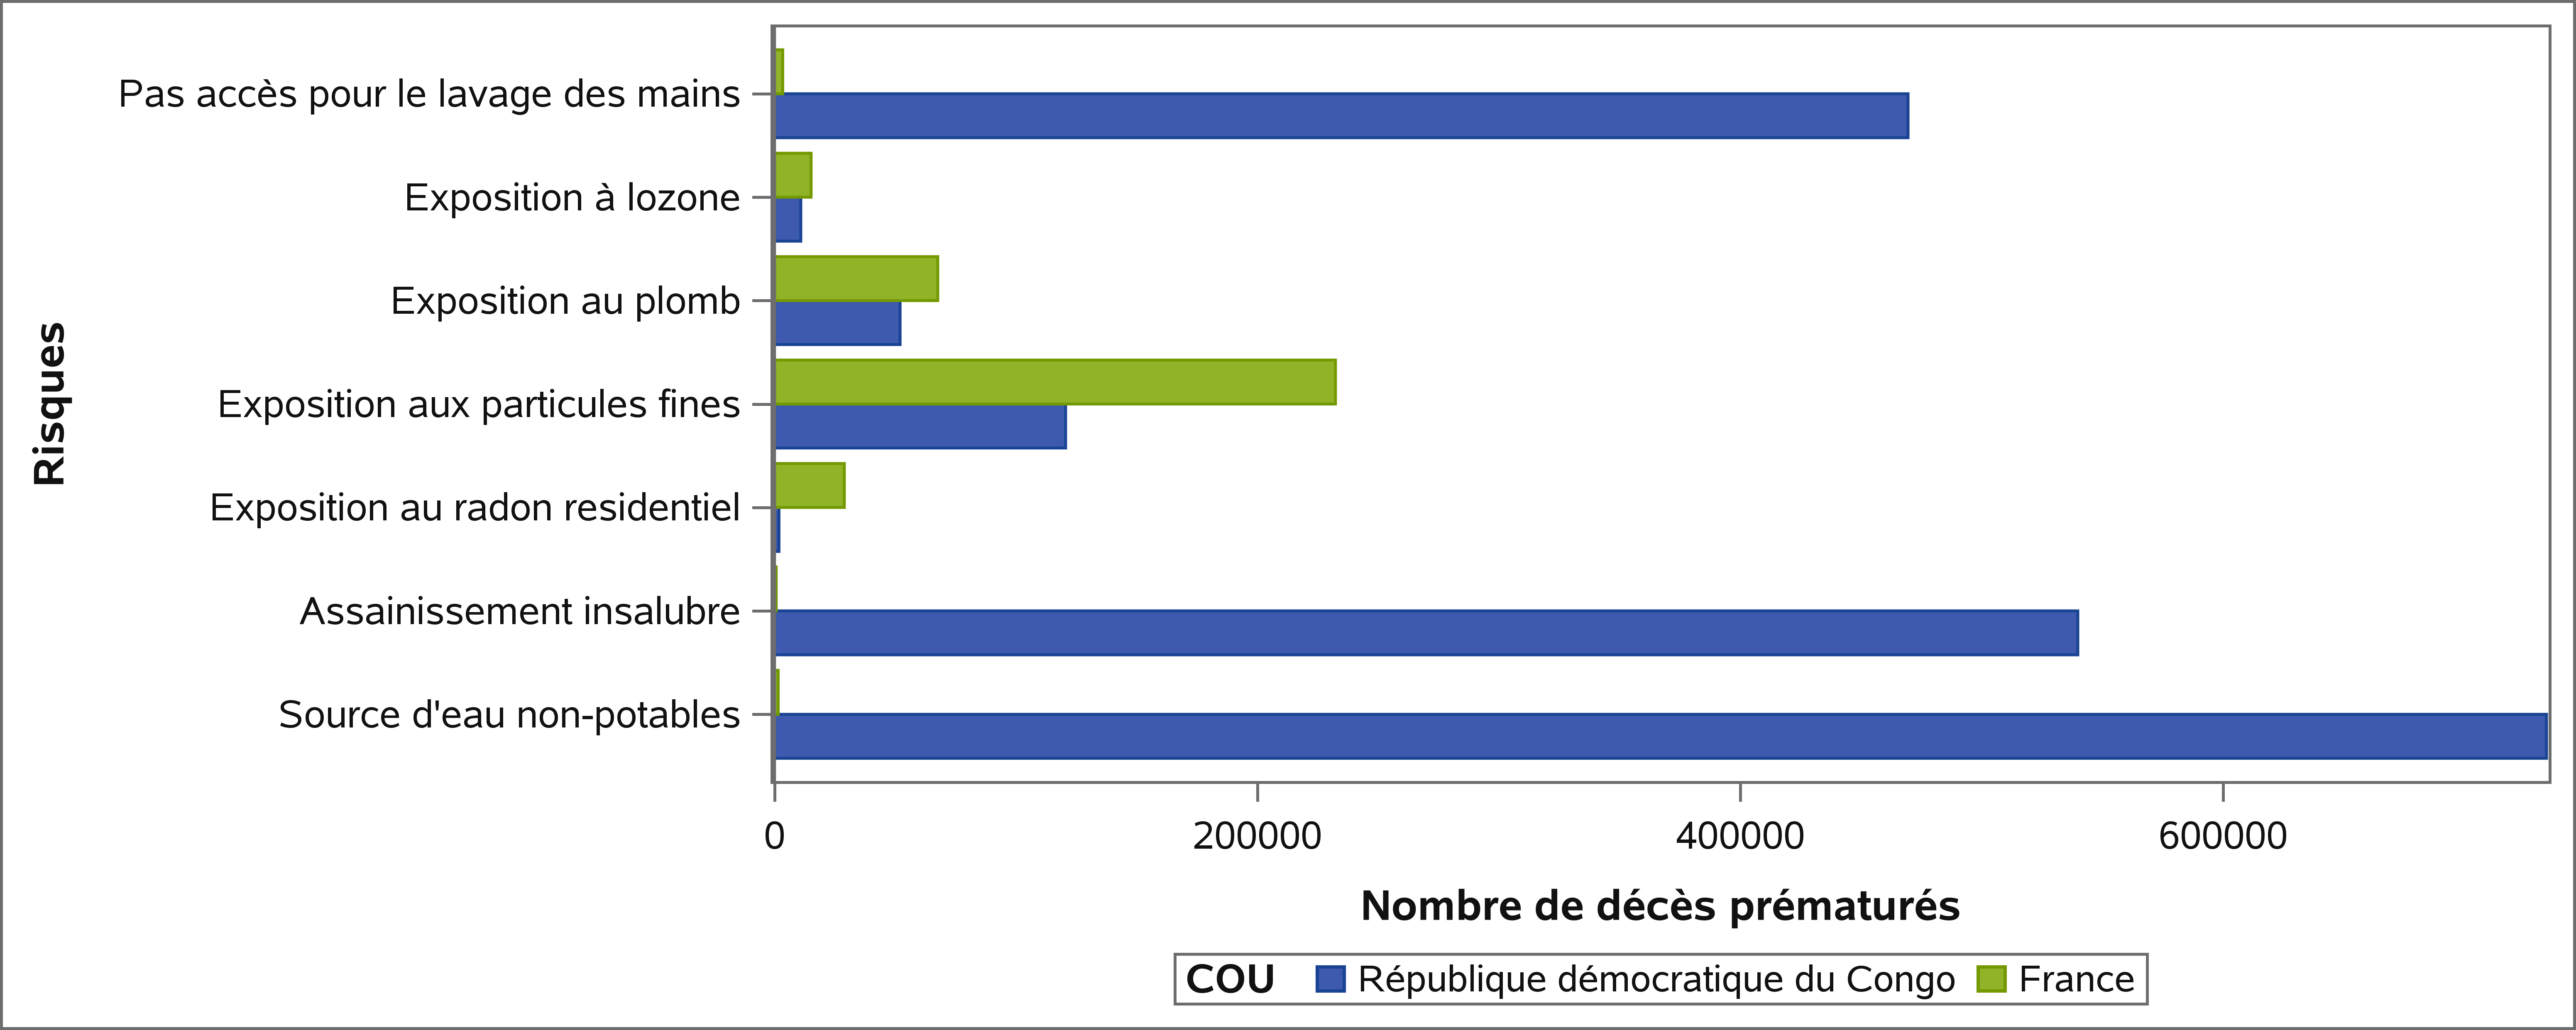 Risques
Pas accès pour le lavage des mains
Exposition à lozone
Exposition au plomb
Exposition aux particules fines
Exposition au radon residentiel
Assainissement insalubre
Source d'eau non-potables
0 200000 400000 600000
Nombre de décès prématurés
COU République démocratique du Congo France